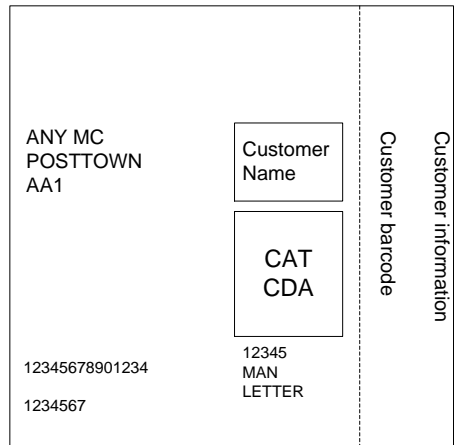 ANY MC
POSTTOWN
AA1
Customer
Name
CAT
CDA
12345678901234
1234567
12345
MAN
LETTER
Customer barcode
Customer information